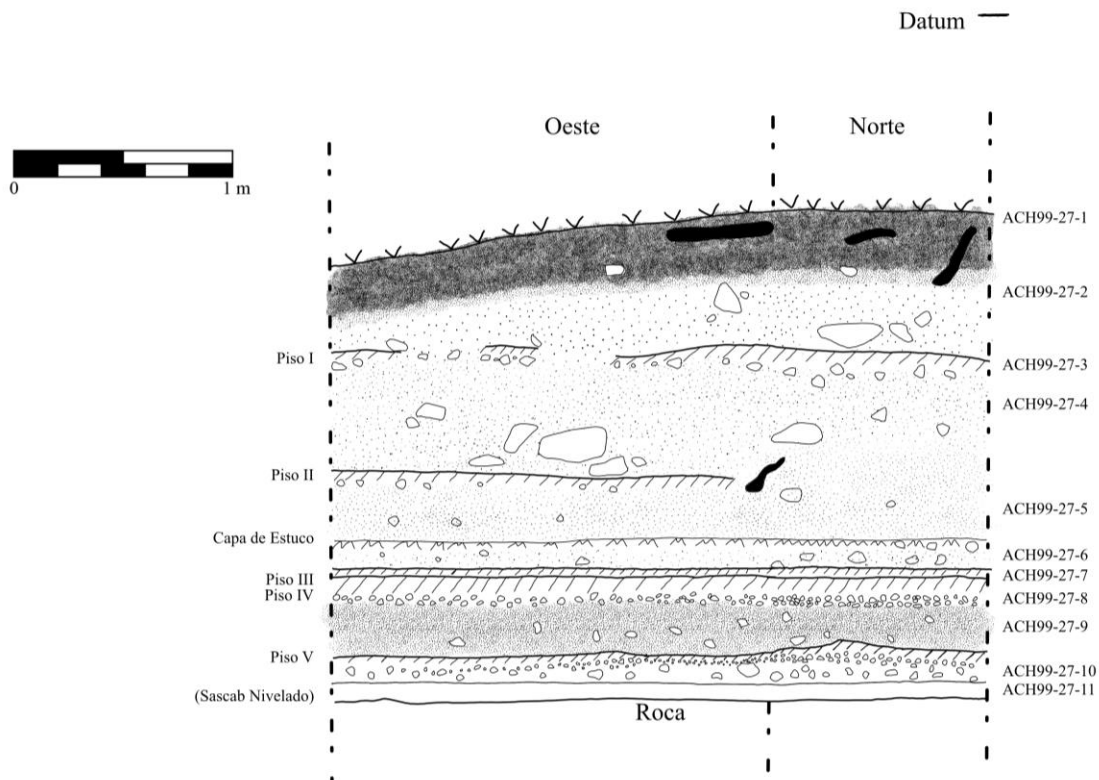 Datum
Oeste
Norte
0
1 m
ACH99-27-1
ACH99-27-2
Piso I
ACH99-27-3
ACH99-27-4
Piso II
ACH99-27-5
Capa de Estuco
ACH99-27-6
Piso III
ACH99-27-7
Piso IV
ACH99-27-8
ACH99-27-9
Piso V
ACH99-27-10
(Sascab Nivelado)
ACH99-27-11
Roca